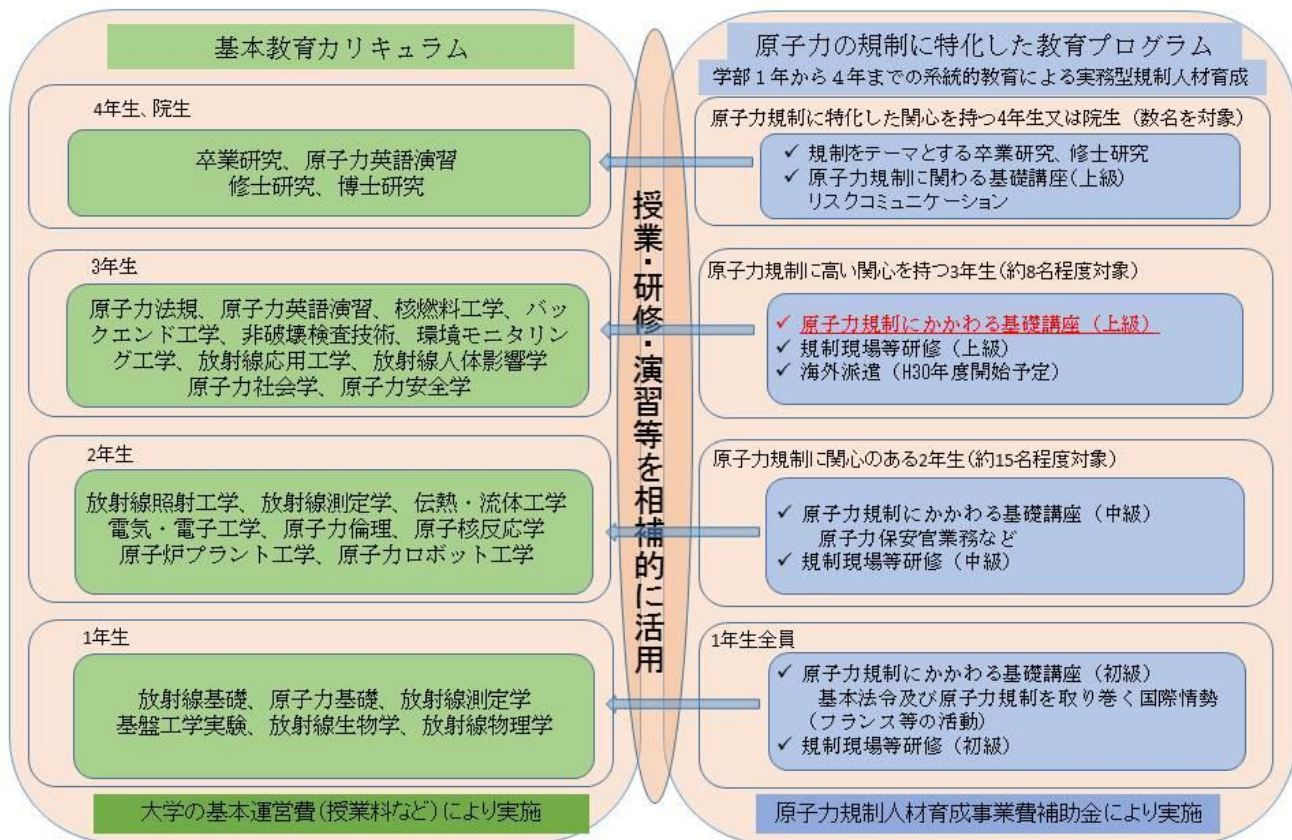 基本教育カリキュラム
4年生、院生
卒業研究、原子力英語演習
修士研究、博士研究
3年生
原子力法規、原子力英語演習、核燃料工学、バッ
クエンド工学、非破壊検査技術、環境モニタリン
グ工学、放射線応用工学、放射線人体影響学
原子力社会学、原子力安全学
2年生
放射線照射工学、放射線測定学、伝熱・流体工学
電気・電子工学、原子力倫理、原子核反応学
原子炉プラント工学、原子力ロボット工学
1年生
放射線基礎、原子力基礎、放射線測定学
基盤工学実験、放射線生物学、放射線物理学
大学の基本運営費(授業料など)により実施
授業・研修・演習等を相補的に活用
原子力の規制に特化した教育プログラム
学部1年から4年までの系統的教育による実務型規制人材育成
原子力規制に特化した関心を持つ4年生又は院生(数名を対象)
✓ 規制をテーマとする卒業研究、修士研究
✓ 原子力規制に関わる基礎講座(上級)
リスクコミュニケーション
原子力規制に高い関心を持つ3年生(約8名程度対象)
✓ 原子力規制にかかわる基礎講座(上級)
✓ 規制現場等研修(上級)
✓ 海外派遣(H30年度開始予定)
原子力規制に関心のある2年生(約15名程度対象)
✓ 原子力規制にかかわる基礎講座(中級)
原子力保安官業務など
✓ 規制現場等研修(中級)
1年生全員
✓ 原子力規制にかかわる基礎講座(初級)
基本法令及び原子力規制を取り巻く国際情勢
(フランス等の活動)
✓ 規制現場等研修(初級)
原子力規制人材育成事業費補助金により実施